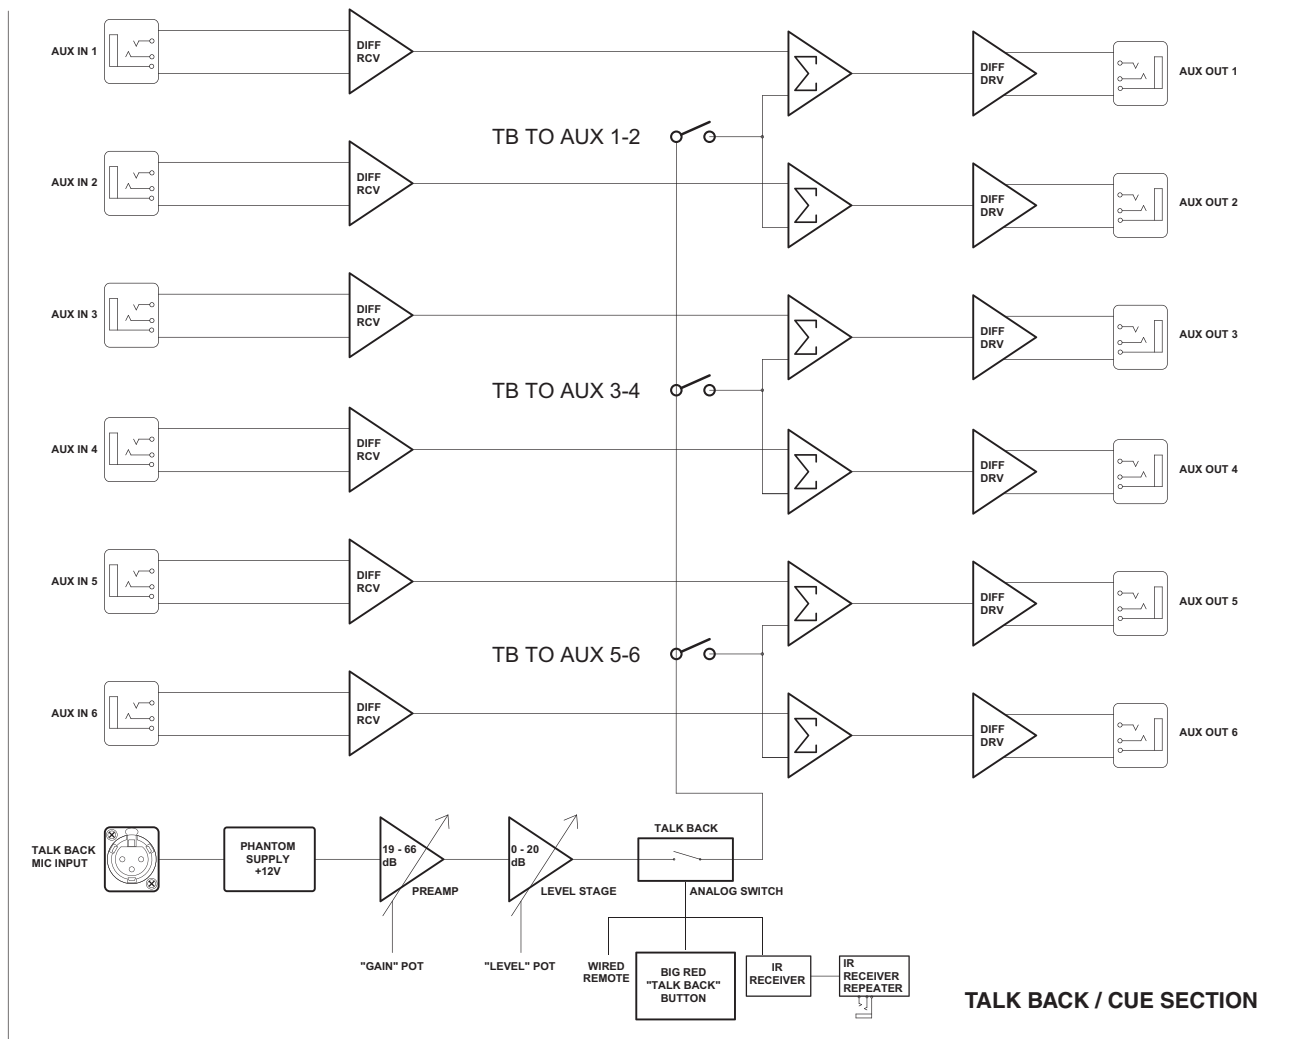 AUX IN 1
DIFF
RCV
Σ
DIFF
DRV
AUX OUT 1
TB TO AUX 1-2
AUX IN 2
DIFF
RCV
Σ
DIFF
DRV
AUX OUT 2
AUX IN 3
DIFF
RCV
Σ
DIFF
DRV
AUX OUT 3
TB TO AUX 3-4
AUX IN 4
DIFF
RCV
Σ
DIFF
DRV
AUX OUT 4
AUX IN 5
DIFF
RCV
Σ
DIFF
DRV
AUX OUT 5
TB TO AUX 5-6
AUX IN 6
DIFF
RCV
Σ
DIFF
DRV
AUX OUT 6
TALK BACK
MIC INPUT
PHANTOM
SUPPLY
+12V
19 - 66
dB
PREAMP
"GAIN" POT
0 - 20
dB
LEVEL STAGE
"LEVEL" POT
TALK BACK
ANALOG SWITCH
WIRED
REMOTE
BIG RED
"TALK BACK"
BUTTON
IR
RECEIVER
IR
RECEIVER
REPEATER
TALK BACK / CUE SECTION